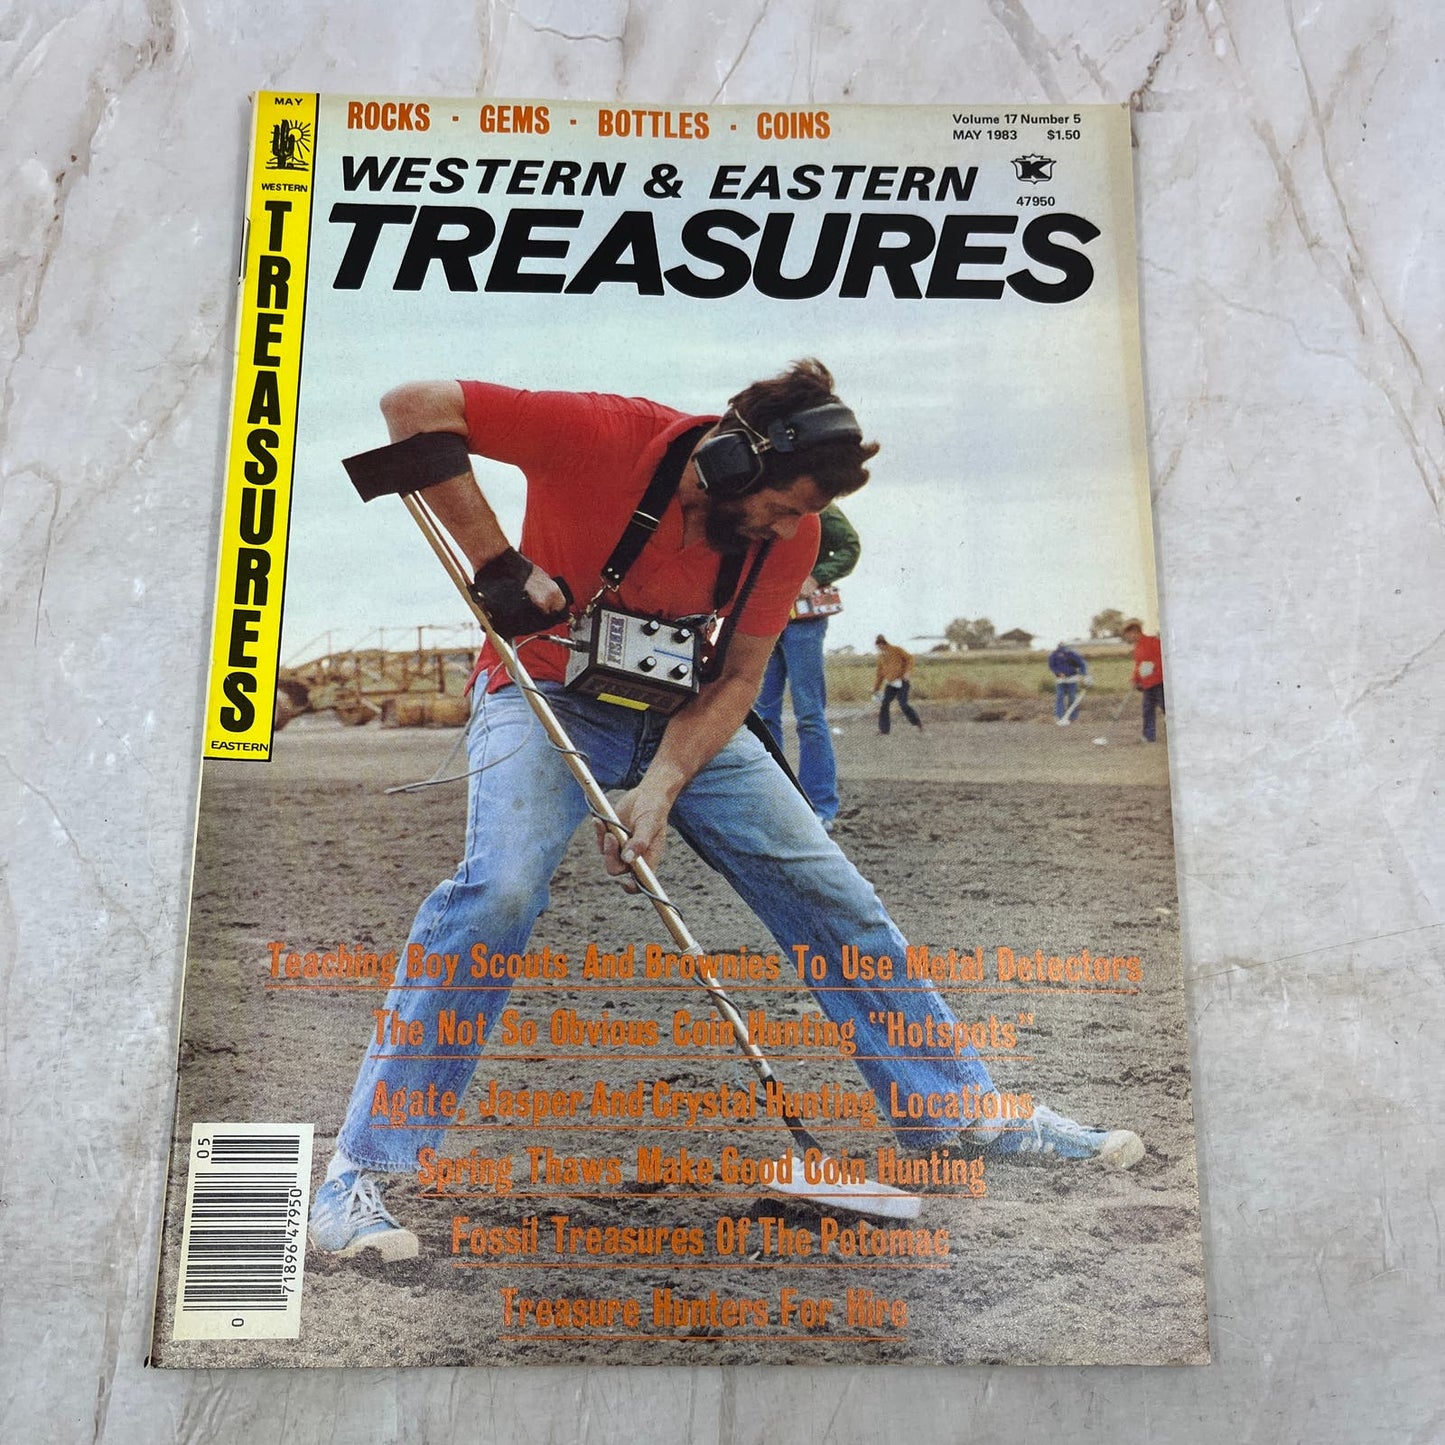 MAY
WESTERN
TREASURES
EASTERN
ROCKS · GEMS · BOTTLES · COINS
Volume 17 Number 5
MAY 1983 $1.50
K
47950
WESTERN & EASTERN
TREASURES
FISHER
Teaching Boy Scouts And Brownies To Use Metal Detectors
The Not So Obvious Coin Hunting "Hotspots"
Agate, Jasper And Crystal Hunting Locations
Spring Thaws Make Good Coin Hunting
Fossil Treasures Of The Potomac
Treasure Hunters For Hire
05
0 71896 47950